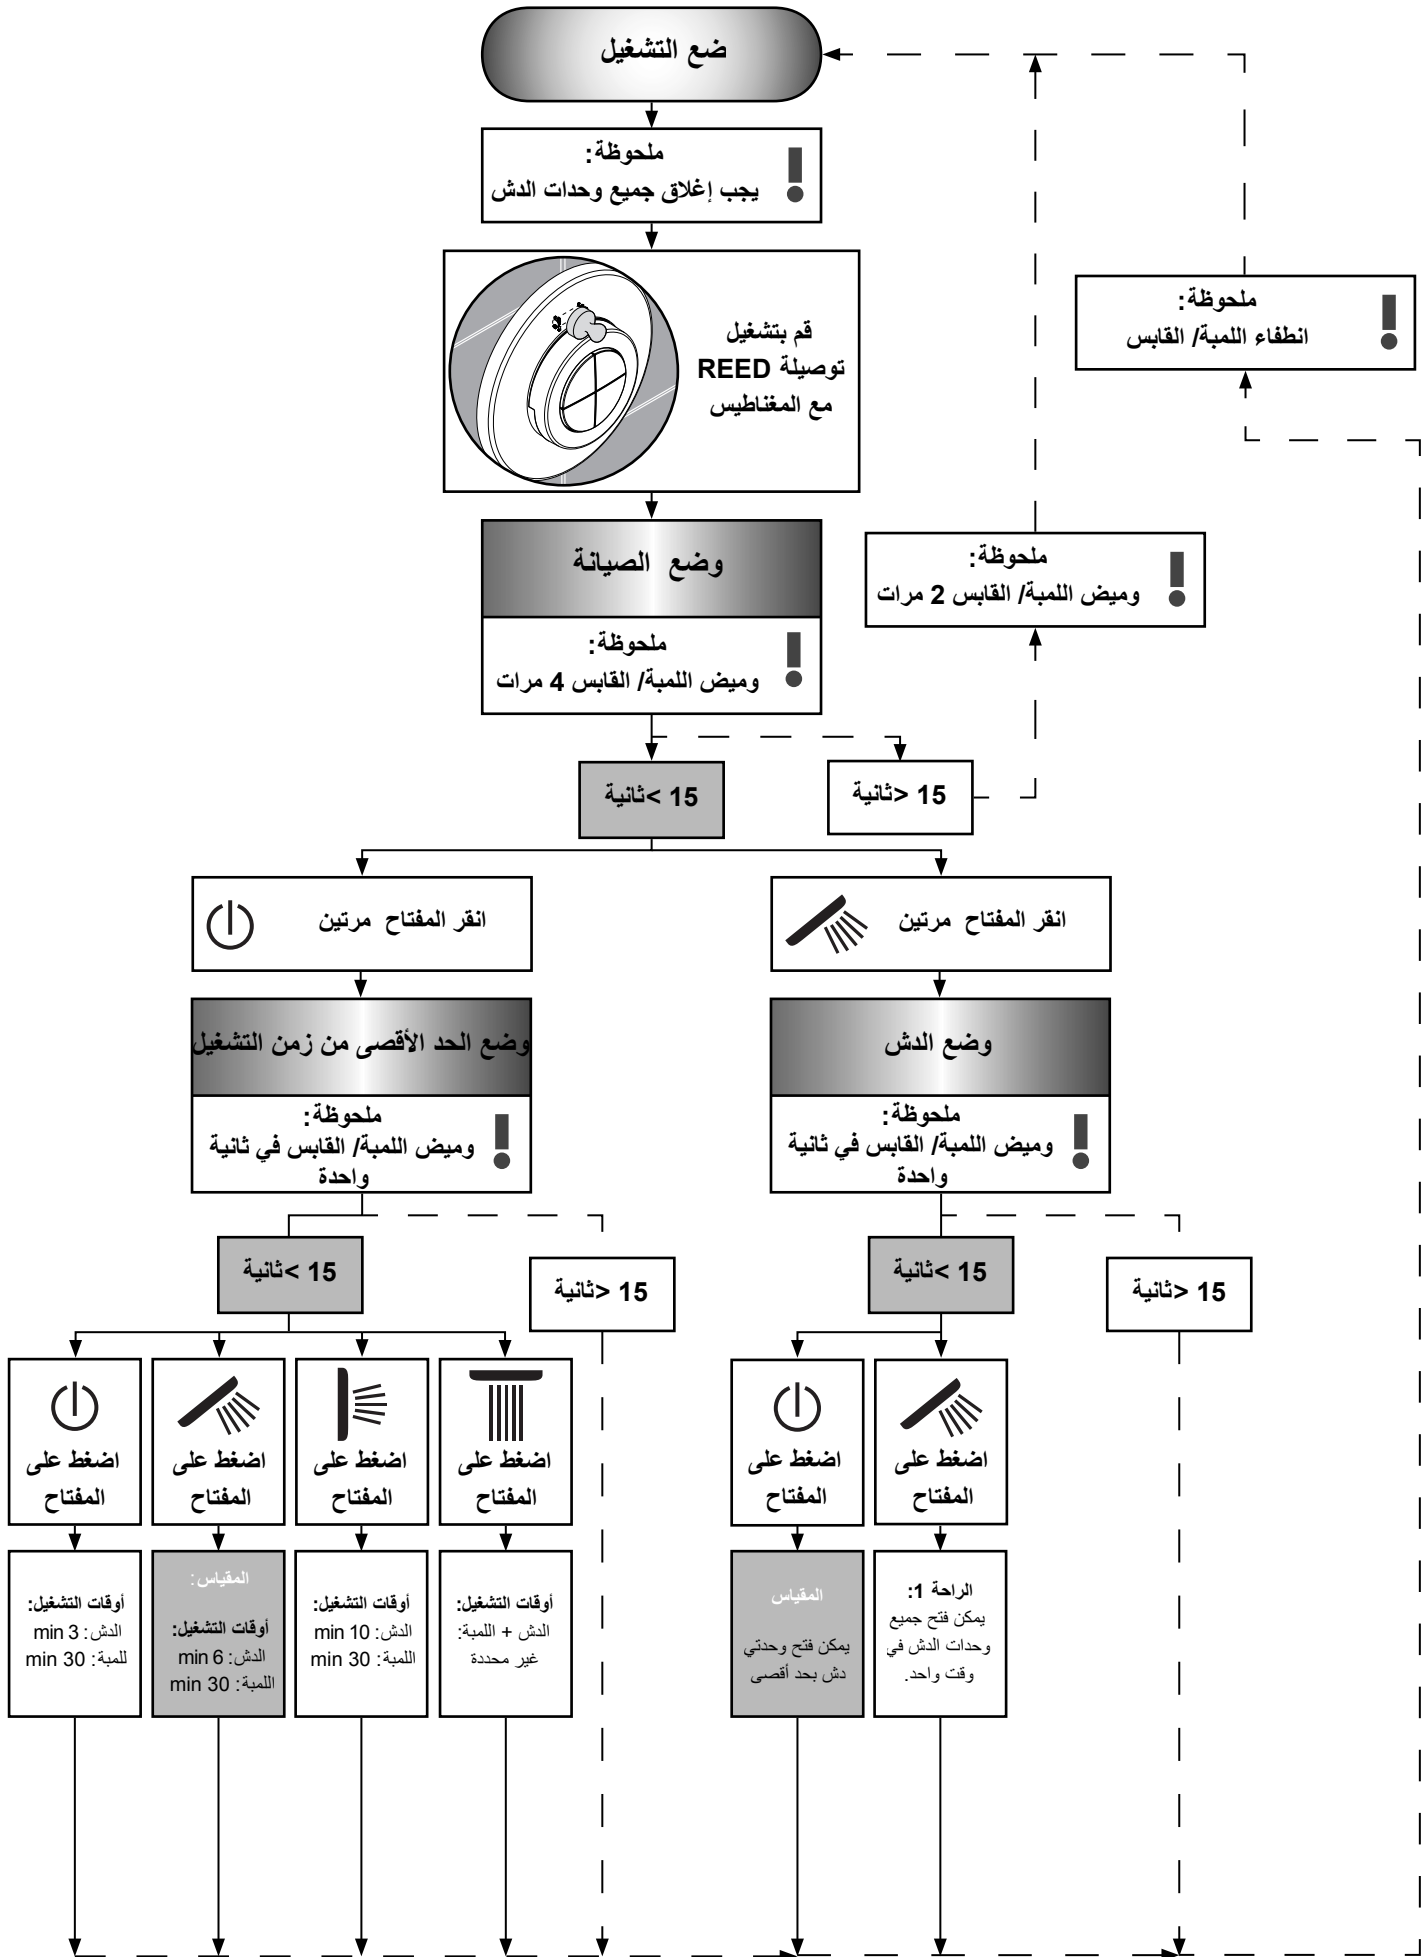 ضع التشغيل
ملحوظة:
يجب إغلاق جميع وحدات الدش
قم بتشغيل
توصيلة REED
مع المغناطيس
ملحوظة:
انطفاء اللمبة/ القابس
وضع الصيانة
ملحوظة:
وميض اللمبة/ القابس 4 مرات
ملحوظة:
وميض اللمبة/ القابس 2 مرات
15 >ثانية
15 <ثانية
انقر المفتاح مرتين
انقر المفتاح مرتين
وضع الحد الأقصى من زمن التشغيل
ملحوظة:
وميض اللمبة/ القابس في ثانية
واحدة
وضع الدش
ملحوظة:
وميض اللمبة/ القابس في ثانية
واحدة
15 >ثانية
15 <ثانية
15 >ثانية
15 <ثانية
اضغط على
المفتاح
اضغط على
المفتاح
اضغط على
المفتاح
اضغط على
المفتاح
اضغط على
المفتاح
اضغط على
المفتاح
أوقات التشغيل:
الدش: 3 min
للمبة: 30 min
المقياس:
أوقات التشغيل:
الدش: 6 min
اللمبة: 30 min
أوقات التشغيل:
الدش: 10 min
اللمبة: 30 min
أوقات التشغيل:
الدش + اللمبة:
غير محددة
المقياس
يمكن فتح وحدتي
دش بحد أقصى
الراحة 1:
يمكن فتح جميع
وحدات الدش في
وقت واحد.